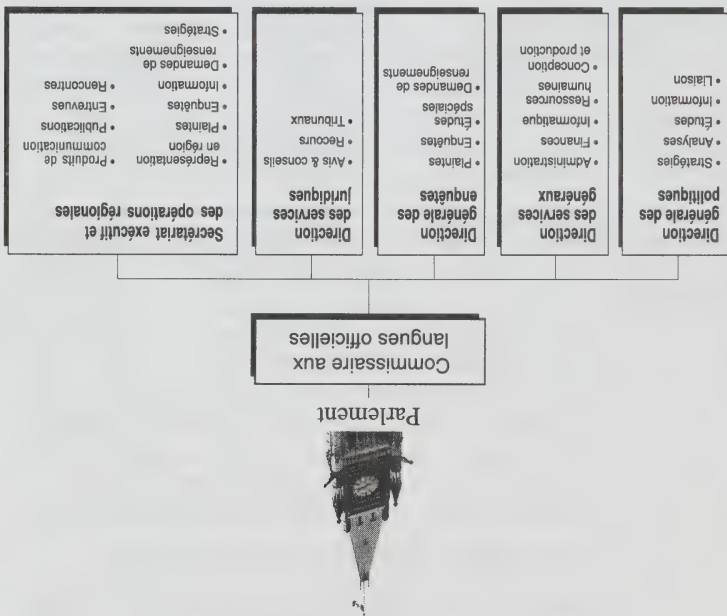 Parlement
Commissaire aux
langues officielles
Direction
générale des
politiques
• Stratégies
• Analyses
• Études
• Information
• Liaison
Direction
des services
généraux
• Administration
• Finances
• Informatique
• Ressources
humaines
• Conception
et production
Direction
générale des
enquêtes
• Plaintes
• Enquêtes
• Études
spéciales
• Demandes de
renseignements
Direction
des services
juridiques
• Avis & conseils
• Recours
• Tribunaux
Secrétariat exécutif et
des opérations régionales
• Représentation
en région
• Plaintes
• Enquêtes
• Information
• Demandes de
renseignements
• Stratégies
• Produits de
communication
• Publications
• Entrevues
• Rencontres